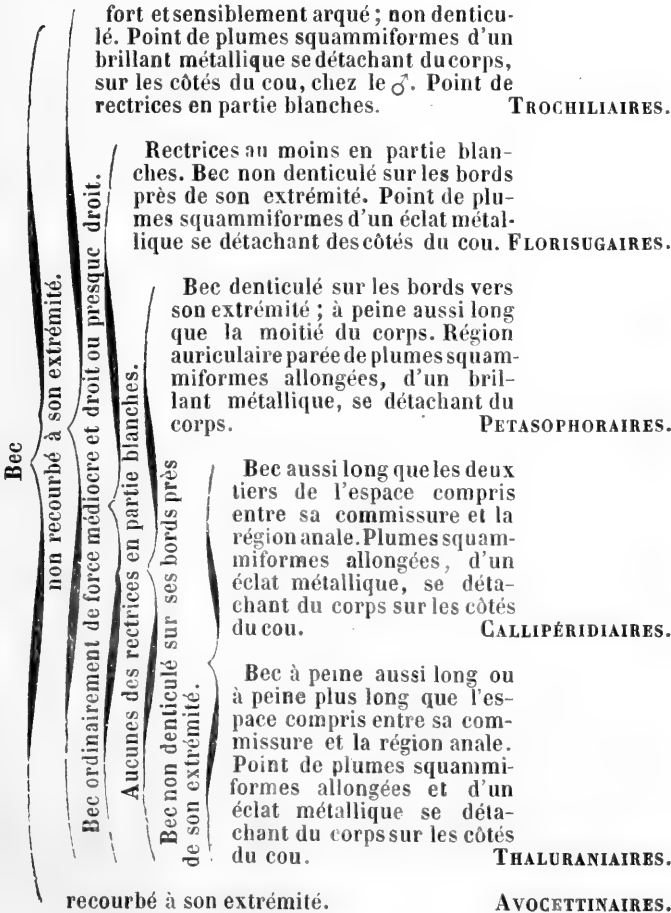 Bec
non recourbé à son extrémité.
fort et sensiblement arqué ; non denticu-
lé. Point de plumes squammiformes d'un
brillant métallique se détachant du corps,
sur les côtés du cou, chez le ♂. Point de
rectrices en partie blanches. TROCHILIAIRES.
Bec ordinairement de force médiocre et droit ou presque droit.
Rectrices au moins en partie blan-
ches. Bec non denticulé sur les bords
près de son extrémité. Point de plu-
mes squammiformes d'un éclat métal-
lique se détachant des côtés du cou. FLORISUGAIRES.
Aucunes des rectrices en partie blanches.
Bec denticulé sur les bords vers
son extrémité ; à peine aussi long
que la moitié du corps. Région
auriculaire parée de plumes squam-
miformes allongées, d'un bril-
lant métallique, se détachant du
corps. PETASOPHORAIRES.
Bec non denticulé sur ses bords près
de son extrémité.
Bec aussi long que les deux
tiers de l'espace compris
entre sa commissure et la
région anale. Plumes squam-
miformes allongées, d'un
éclat métallique, se déta-
chant du corps sur les côtés
du cou. CALLIPÉRIDIAIRES.
Bec à peine aussi long ou
à peine plus long que l'es-
pace compris entre sa com-
missure et la région anale.
Point de plumes squammi-
formes allongées et d'un
éclat métallique se déta-
chant du corps sur les côtés
du cou. THALURANIAIRES.
recourbé à son extrémité. AVOCETTINAIRES.